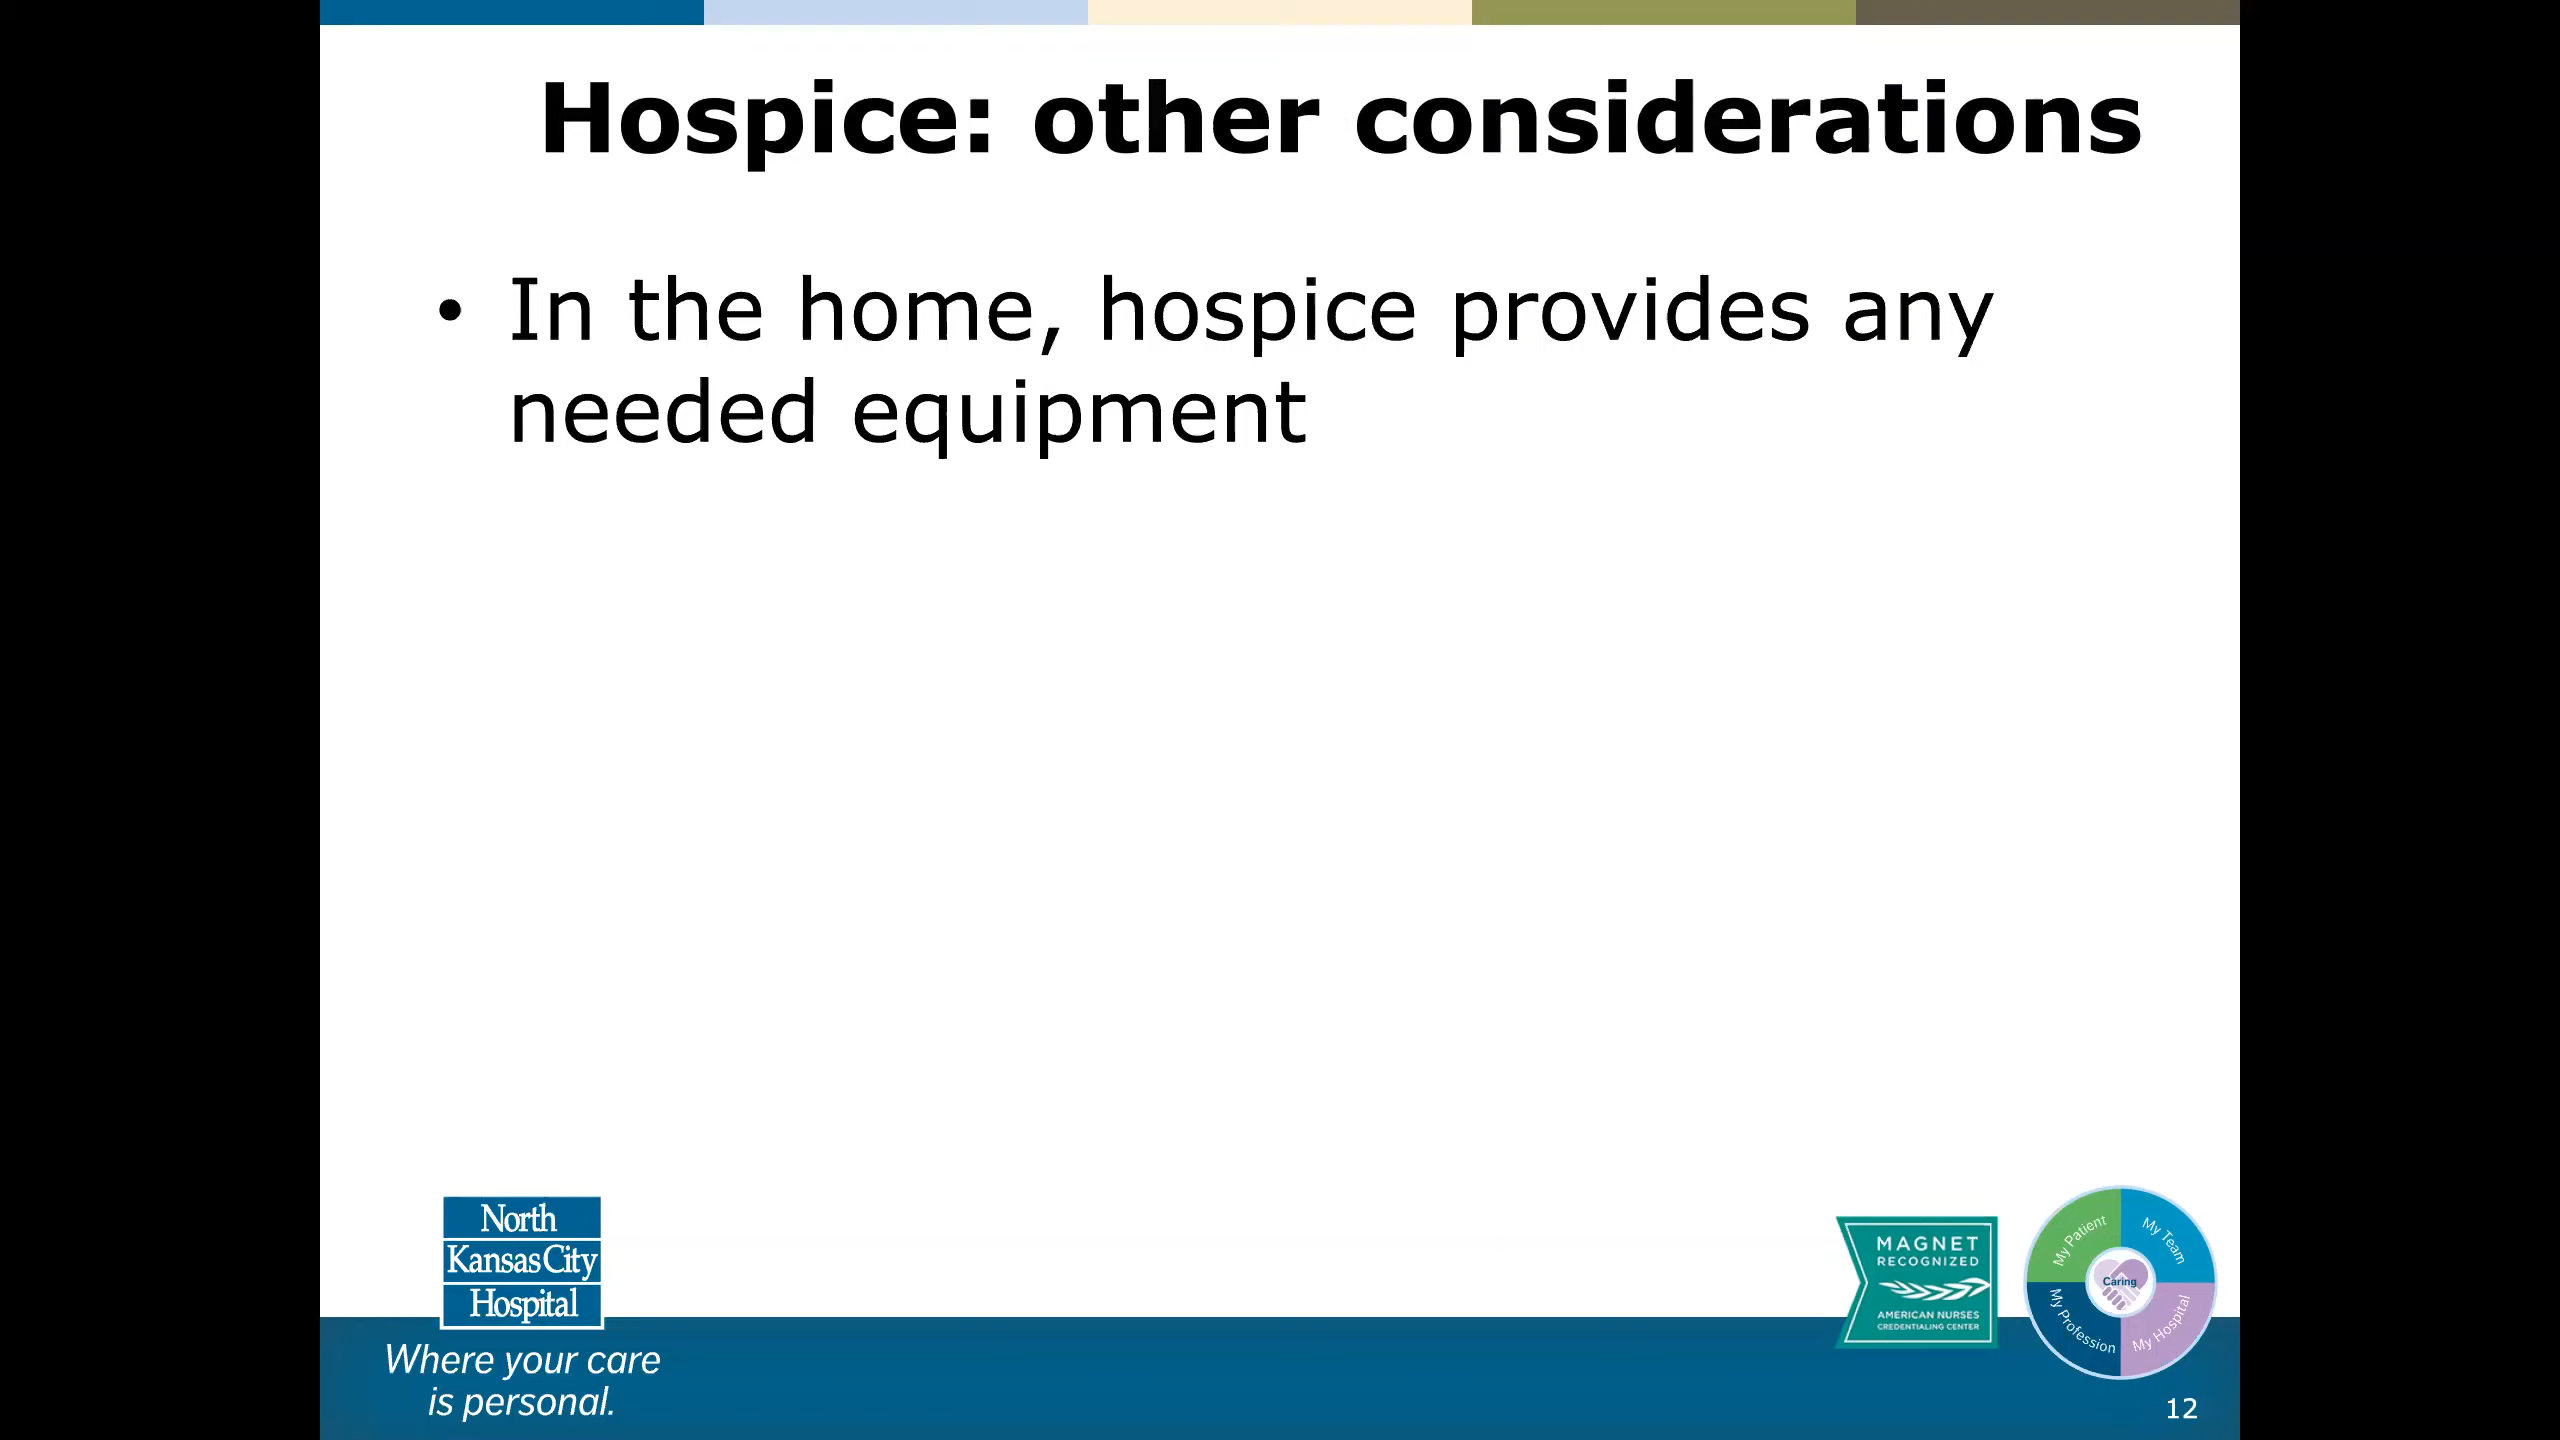 Hospice: other considerations
• In the home, hospice provides any
needed equipment
North
Kansas City
Hospital
Where your care
is personal.
MAGNET
RECOGNIZED
AMERICAN NURSES
CREDENTIALING CENTER
My Patient
My Team
Caring
My Profession
My Hospital
12